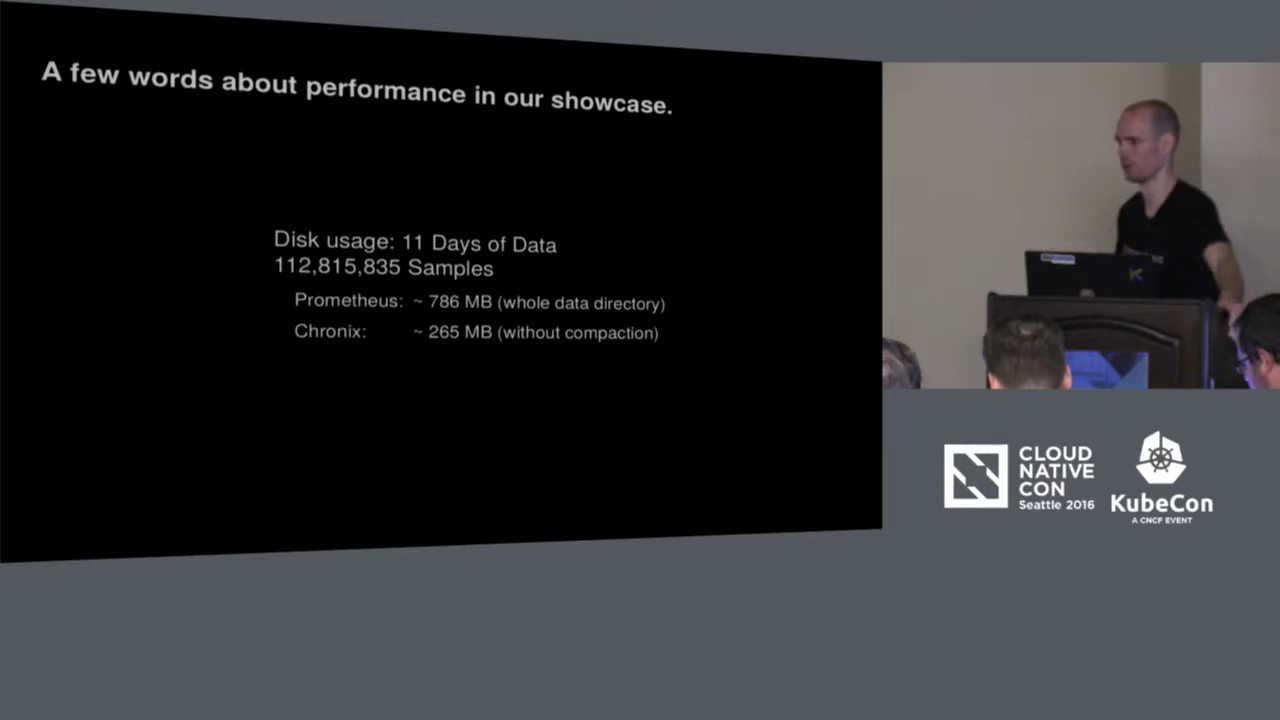 A few words about performance in our showcase.
Disk usage: 11 Days of Data
112,815,835 Samples
Prometheus: ~ 786 MB (whole data directory)
Chronix: ~ 265 MB (without compaction)
CLOUD
NATIVE
CON
Seattle 2016
KubeCon
A CNCF EVENT